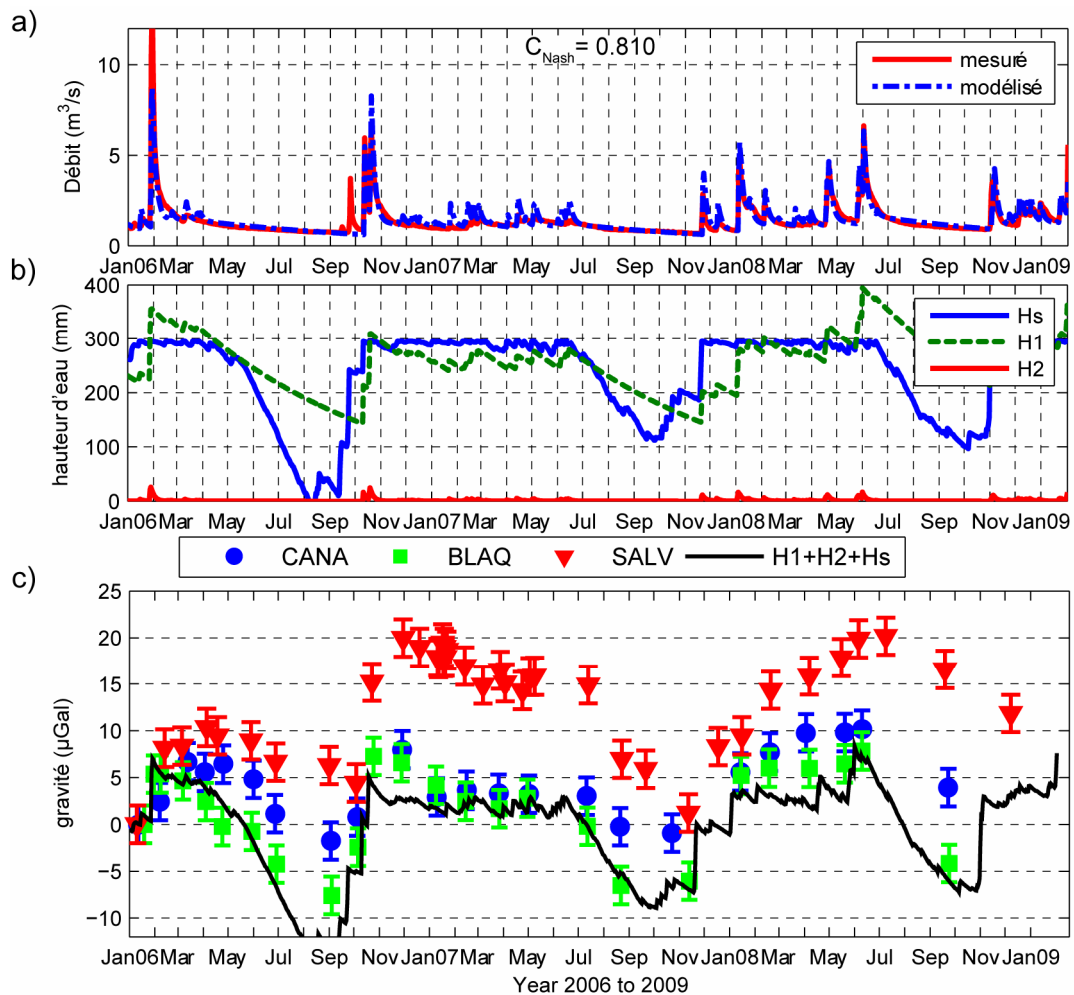 a)
C_Nash = 0.810
mesuré
modélisé
Débit (m³/s)
10
5
0
Jan06 Mar May Jul Sep Nov Jan07 Mar May Jul Sep Nov Jan08 Mar May Jul Sep Nov Jan09
b)
hauteur d'eau (mm)
400
300
200
100
0
Hs
H1
H2
Jan06 Mar May Jul Sep Nov Jan07 Mar May Jul Sep Nov Jan08 Mar May Jul Sep Nov Jan09
CANA BLAQ SALV H1+H2+Hs
c)
gravité (µGal)
25
20
15
10
5
0
−5
−10
Jan06 Mar May Jul Sep Nov Jan07 Mar May Jul Sep Nov Jan08 Mar May Jul Sep Nov Jan09
Year 2006 to 2009